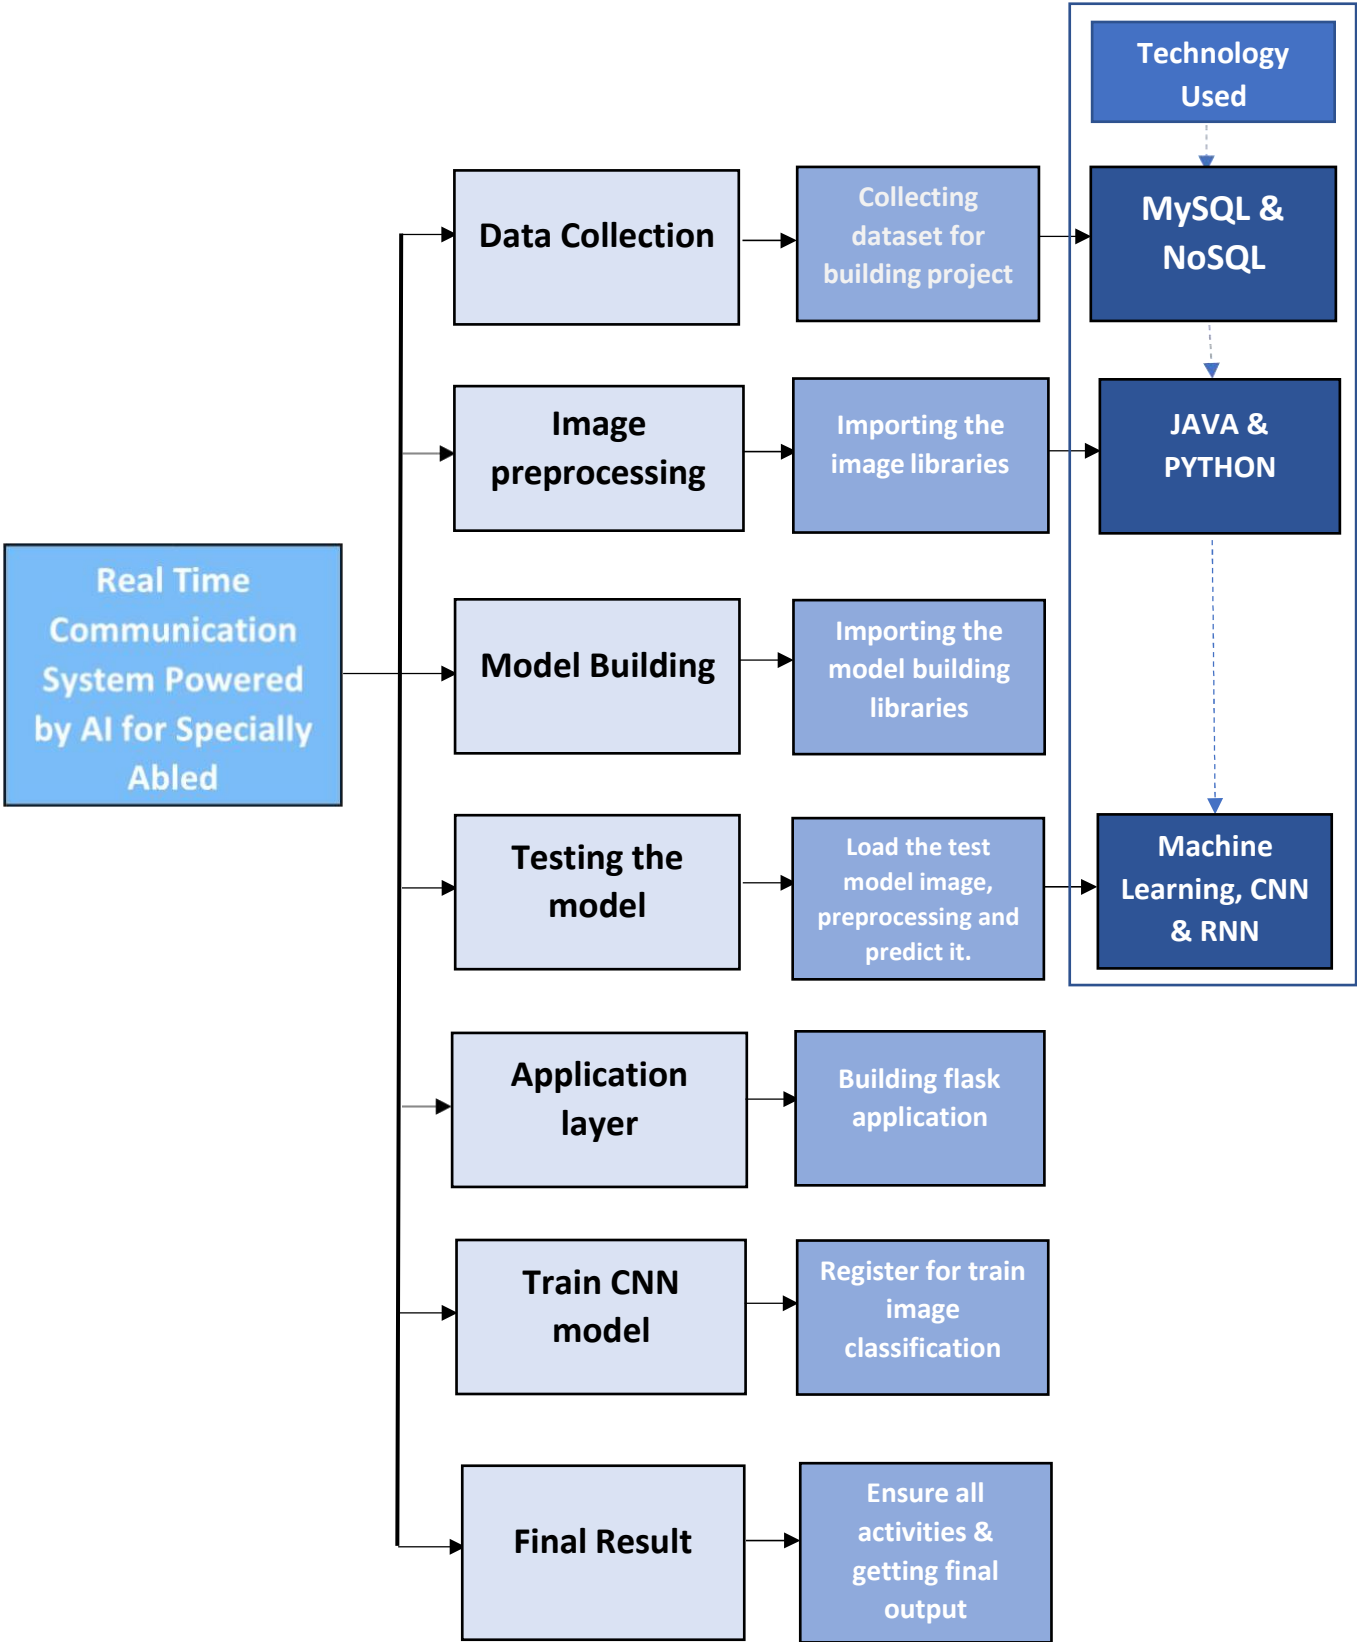 Technology
Used
Data Collection
Collecting
dataset for
building project
MySQL &
NoSQL
Image
preprocessing
Importing the
image libraries
JAVA &
PYTHON
Real Time
Communication
System Powered
by AI for Specially
Abled
Model Building
Importing the
model building
libraries
Testing the
model
Load the test
model image,
preprocessing and
predict it.
Machine
Learning, CNN
& RNN
Application
layer
Building flask
application
Train CNN
model
Register for train
image
classification
Final Result
Ensure all
activities &
getting final
output